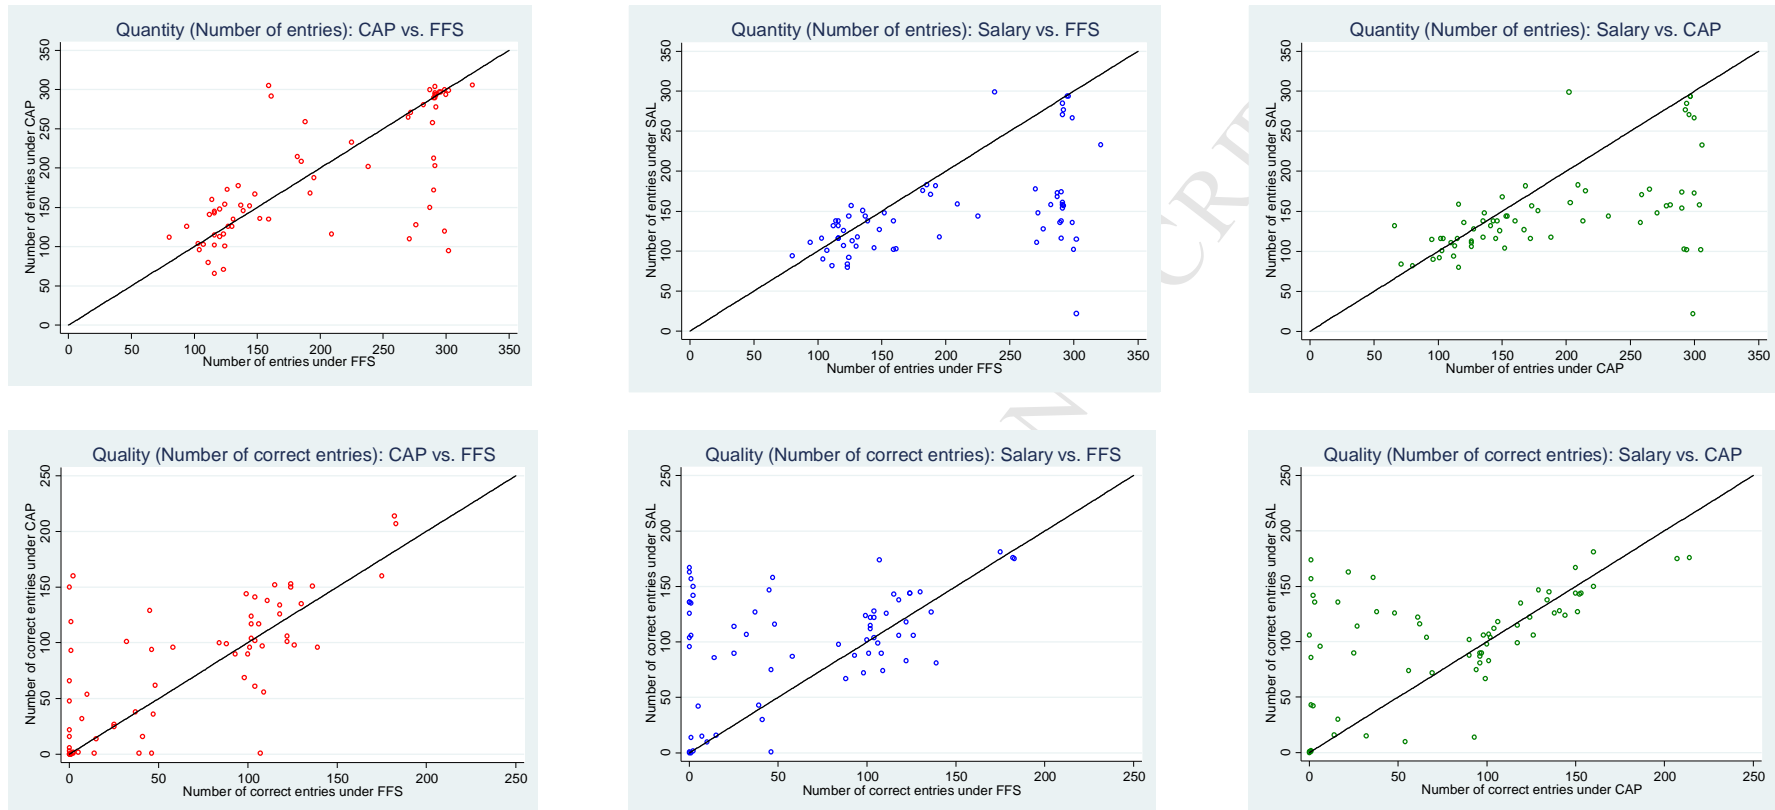 Quantity (Number of entries): CAP vs. FFS
Number of entries under CAP
350
300
250
200
150
100
50
0
0 50 100 150 200 250 300 350
Number of entries under FFS
Quantity (Number of entries): Salary vs. FFS
Number of entries under SAL
350
300
250
200
150
100
50
0
0 50 100 150 200 250 300 350
Number of entries under FFS
Quantity (Number of entries): Salary vs. CAP
Number of entries under SAL
350
300
250
200
150
100
50
0
0 50 100 150 200 250 300 350
Number of entries under CAP
Quality (Number of correct entries): CAP vs. FFS
Number of correct entries under CAP
250
200
150
100
50
0
0 50 100 150 200 250
Number of correct entries under FFS
Quality (Number of correct entries): Salary vs. FFS
Number of correct entries under SAL
250
200
150
100
50
0
0 50 100 150 200 250
Number of correct entries under FFS
Quality (Number of correct entries): Salary vs. CAP
Number of correct entries under SAL
250
200
150
100
50
0
0 50 100 150 200 250
Number of correct entries under CAP